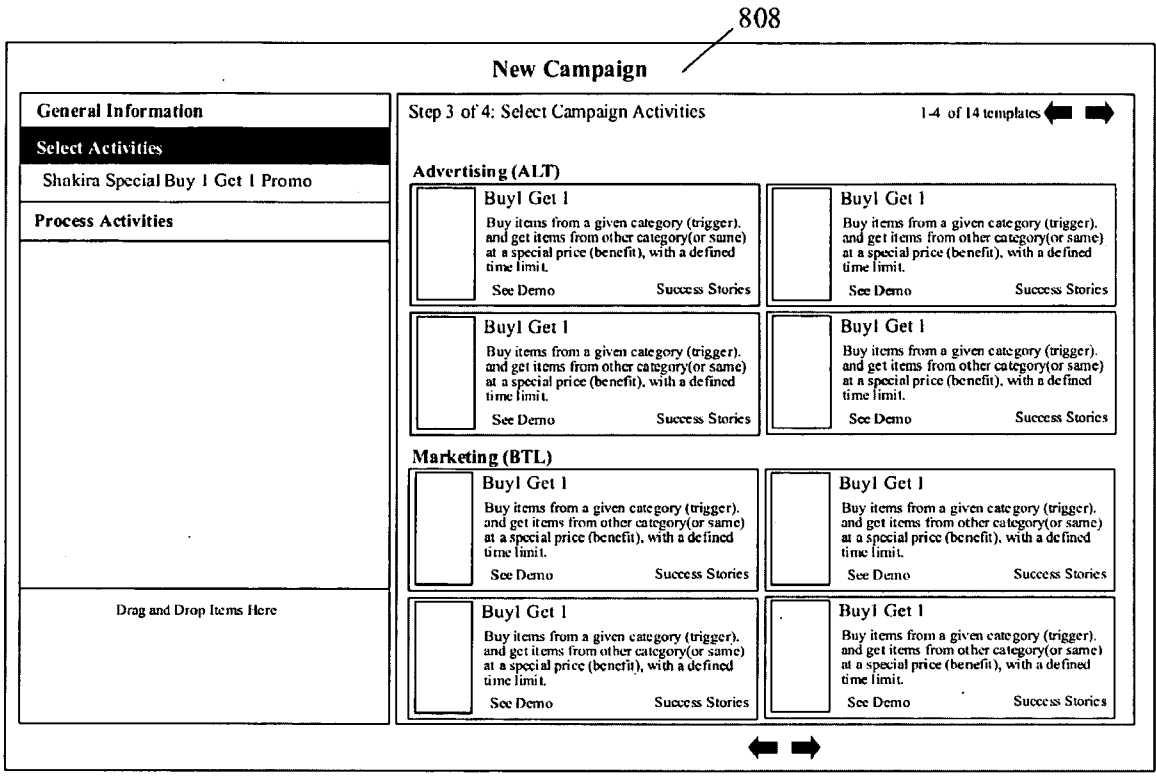 808
New Campaign
General Information
Select Activities
Shakira Special Buy 1 Get 1 Promo
Process Activities
Drag and Drop Items Here
Step 3 of 4: Select Campaign Activities
1-4 of 14 templates
Advertising (ALT)
Buy1 Get 1
Buy items from a given category (trigger).
and get items from other category(or same)
at a special price (benefit), with a defined
time limit.
See Demo Success Stories
Buy1 Get 1
Buy items from a given category (trigger).
and get items from other category(or same)
at a special price (benefit), with a defined
time limit.
See Demo Success Stories
Buy1 Get 1
Buy items from a given category (trigger).
and get items from other category(or same)
at a special price (benefit), with a defined
time limit.
See Demo Success Stories
Buy1 Get 1
Buy items from a given category (trigger).
and get items from other category(or same)
at a special price (benefit), with a defined
time limit.
See Demo Success Stories
Marketing (BTL)
Buy1 Get 1
Buy items from a given category (trigger).
and get items from other category(or same)
at a special price (benefit), with a defined
time limit.
See Demo Success Stories
Buy1 Get 1
Buy items from a given category (trigger).
and get items from other category(or same)
at a special price (benefit), with a defined
time limit.
See Demo Success Stories
Buy1 Get 1
Buy items from a given category (trigger).
and get items from other category(or same)
at a special price (benefit), with a defined
time limit.
See Demo Success Stories
Buy1 Get 1
Buy items from a given category (trigger).
and get items from other category(or same)
at a special price (benefit), with a defined
time limit.
See Demo Success Stories